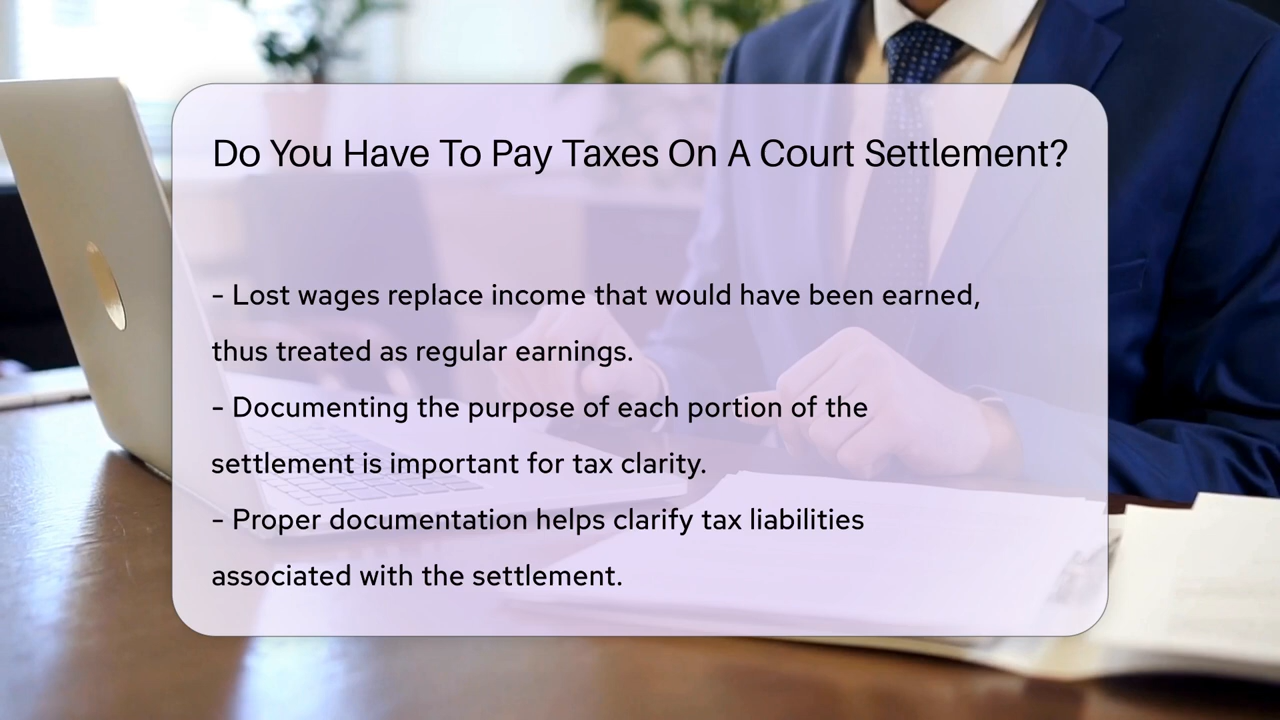 Do You Have To Pay Taxes On A Court Settlement?
- Lost wages replace income that would have been earned,
thus treated as regular earnings.
- Documenting the purpose of each portion of the
settlement is important for tax clarity.
- Proper documentation helps clarify tax liabilities
associated with the settlement.